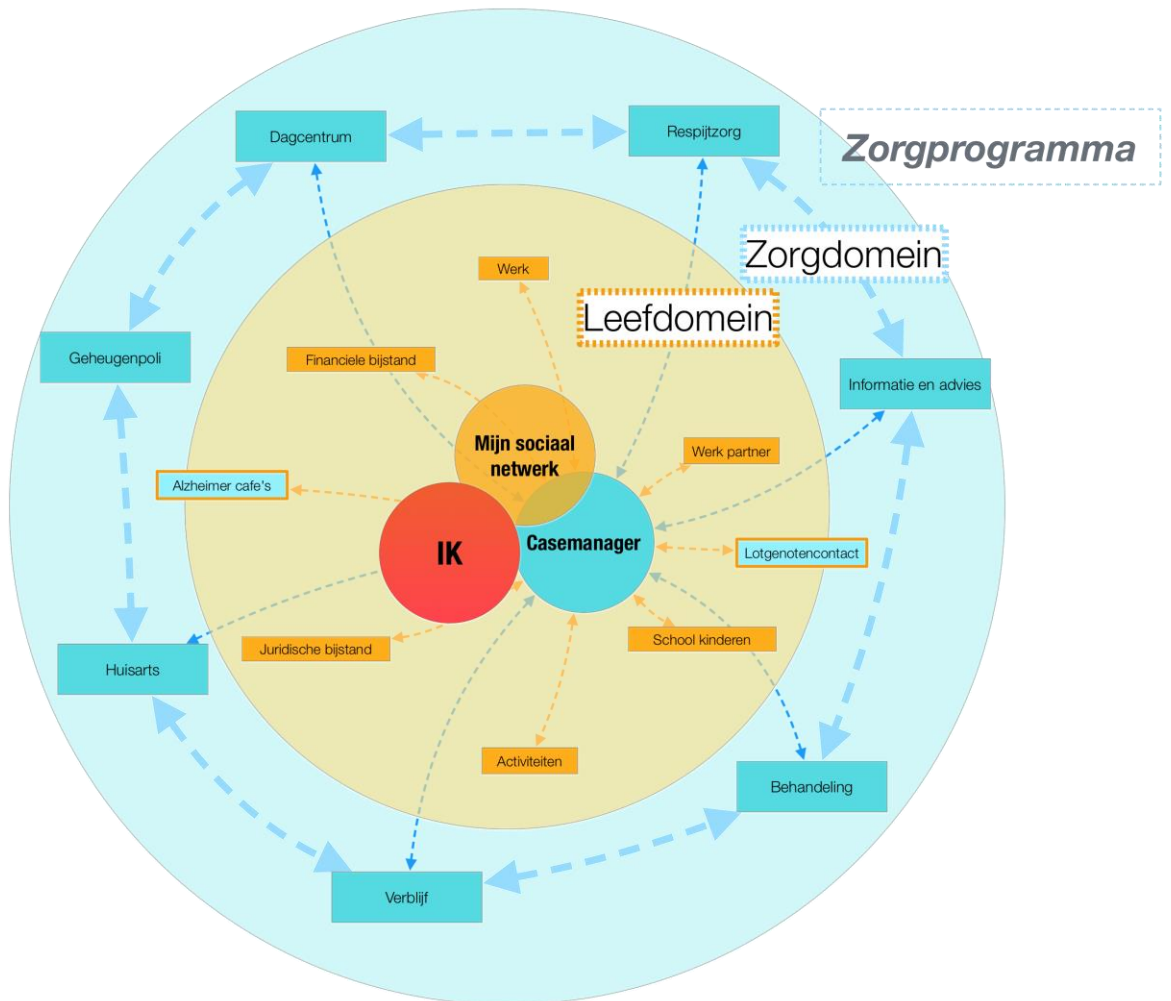 Dagcentrum
Respijtzorg
Zorgprogramma
Zorgdomein
Werk
Leefdomein
Geheugenpoli
Financiele bijstand
Informatie en advies
Mijn sociaal
netwerk
Werk partner
Alzheimer cafe's
IK
Casemanager
Lotgenotencontact
Juridische bijstand
School kinderen
Huisarts
Activiteiten
Behandeling
Verblijf